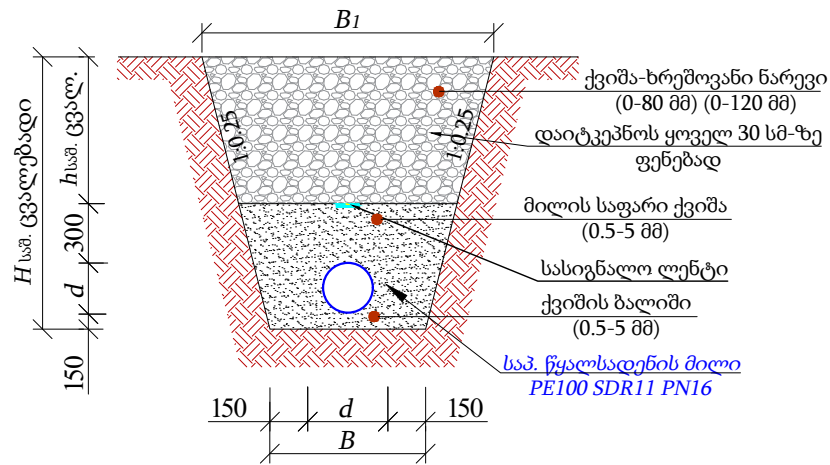 B1
ქვიშა-ხრეშოვანი ნარევი
(0-80 მმ) (0-120 მმ)
დაიტკეპნოს ყოველ 30 სმ-ზე
ფენებად
მილის საფარი ქვიშა
(0.5-5 მმ)
სასიგნალო ლენტი
ქვიშის ბალიში
(0.5-5 მმ)
საპ. წყალსადენის მილი
PE100 SDR11 PN16
1:0.25
1:0.25
H საშ. ცვალებადი
h საშ. ცვალ.
300
d
150
150
d
150
B